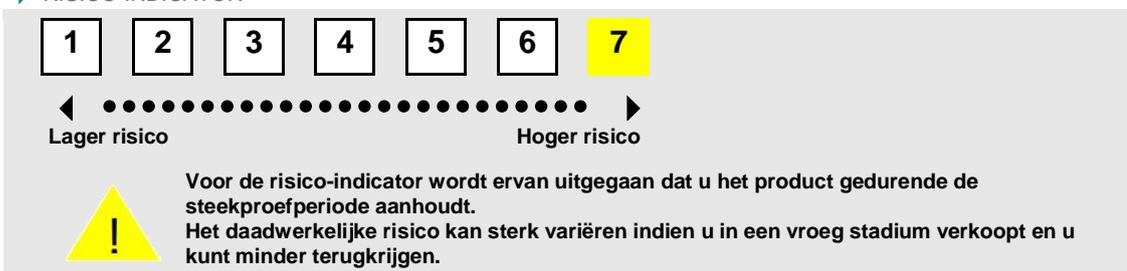 RISICO-INDICATOR
1 2 3 4 5 6 7
Lager risico Hoger risico
!
Voor de risico-indicator wordt ervan uitgegaan dat u het product gedurende de
steekproefperiode aanhoudt.
Het daadwerkelijke risico kan sterk variëren indien u in een vroeg stadium verkoopt en u
kunt minder terugkrijgen.